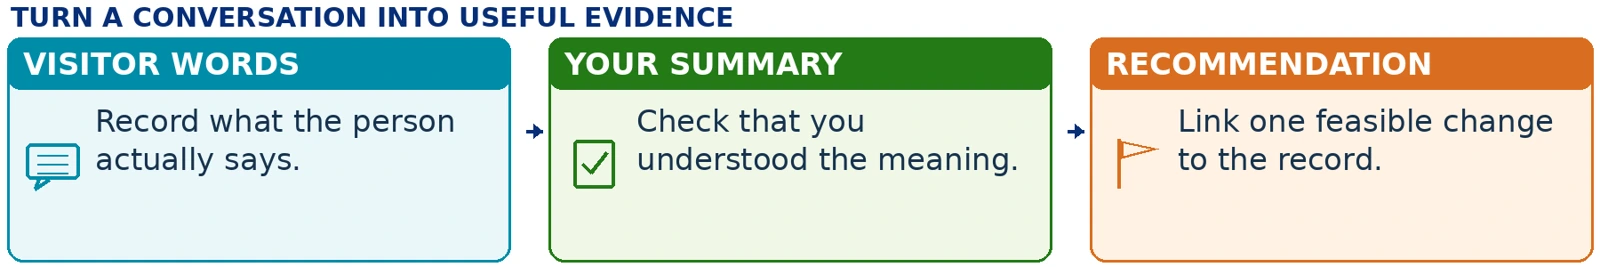 TURN A CONVERSATION INTO USEFUL EVIDENCE
VISITOR WORDS
Record what the person
actually says.
YOUR SUMMARY
Check that you
understood the meaning.
RECOMMENDATION
Link one feasible change
to the record.